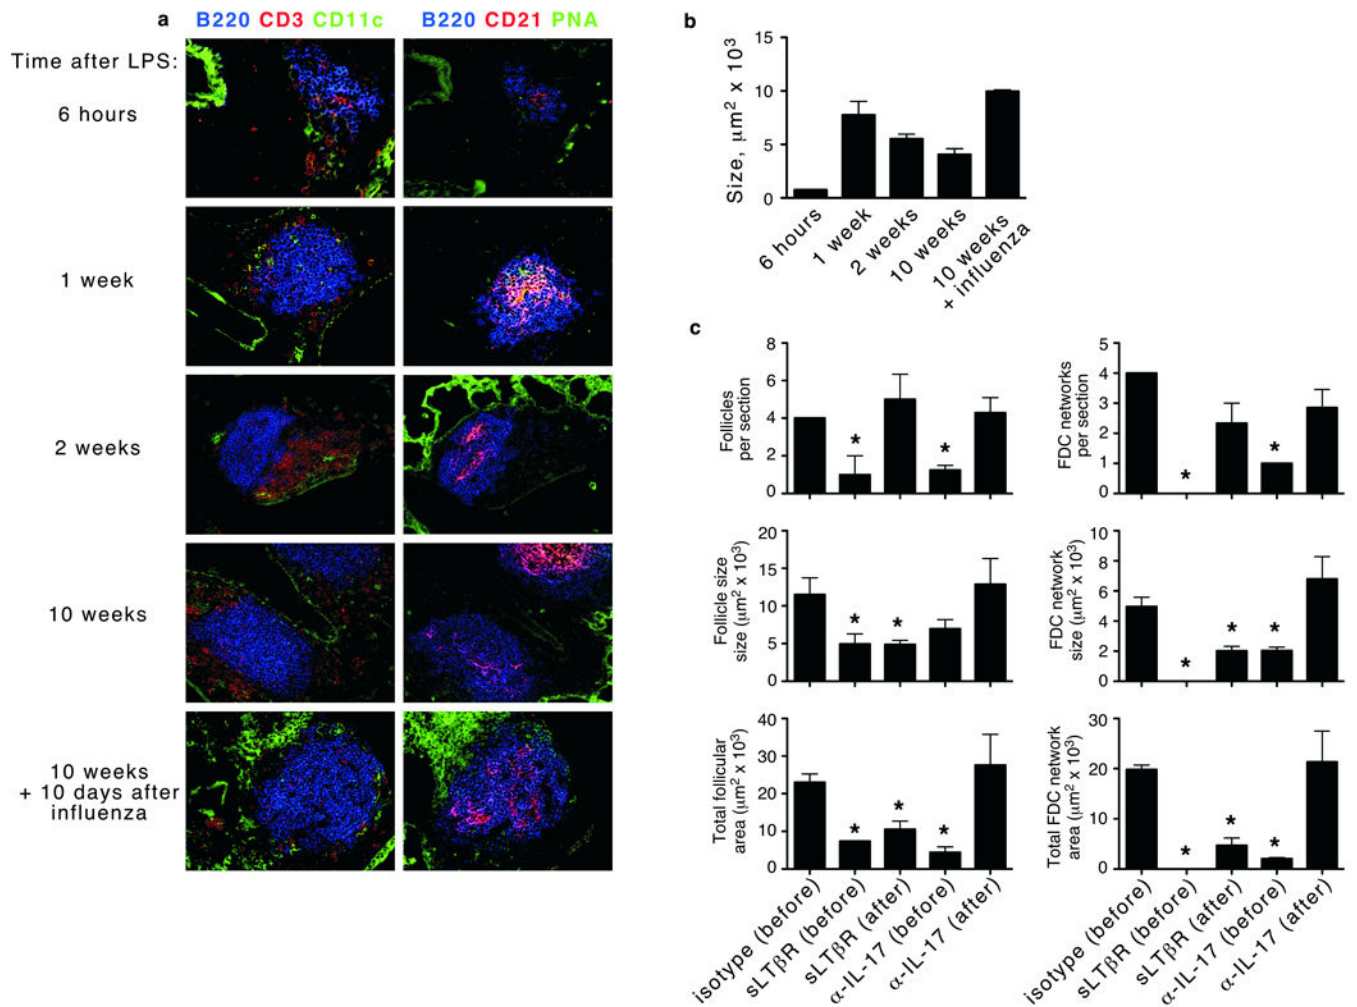 a
B220 CD3 CD11c
B220 CD21 PNA
Time after LPS:
6 hours
1 week
2 weeks
10 weeks
10 weeks
+ 10 days after
influenza
b
Size, μm² x 10³
15
10
5
0
6 hours
1 week
2 weeks
10 weeks
10 weeks
+ influenza
c
Follicles
per section
8
6
4
2
0
*
*
FDC networks
per section
5
4
3
2
1
0
*
*
Follicle size
size (μm² x 10³)
20
15
10
5
0
*
*
FDC network
size (μm² x 10³)
10
8
6
4
2
0
*
*
*
Total follicular
area (μm² x 10³)
40
30
20
10
0
*
*
*
Total FDC network
area (μm² x 10³)
30
20
10
0
*
*
*
isotype (before)
sLTβR (before)
sLTβR (after)
α-IL-17 (before)
α-IL-17 (after)
isotype (before)
sLTβR (before)
sLTβR (after)
α-IL-17 (before)
α-IL-17 (after)